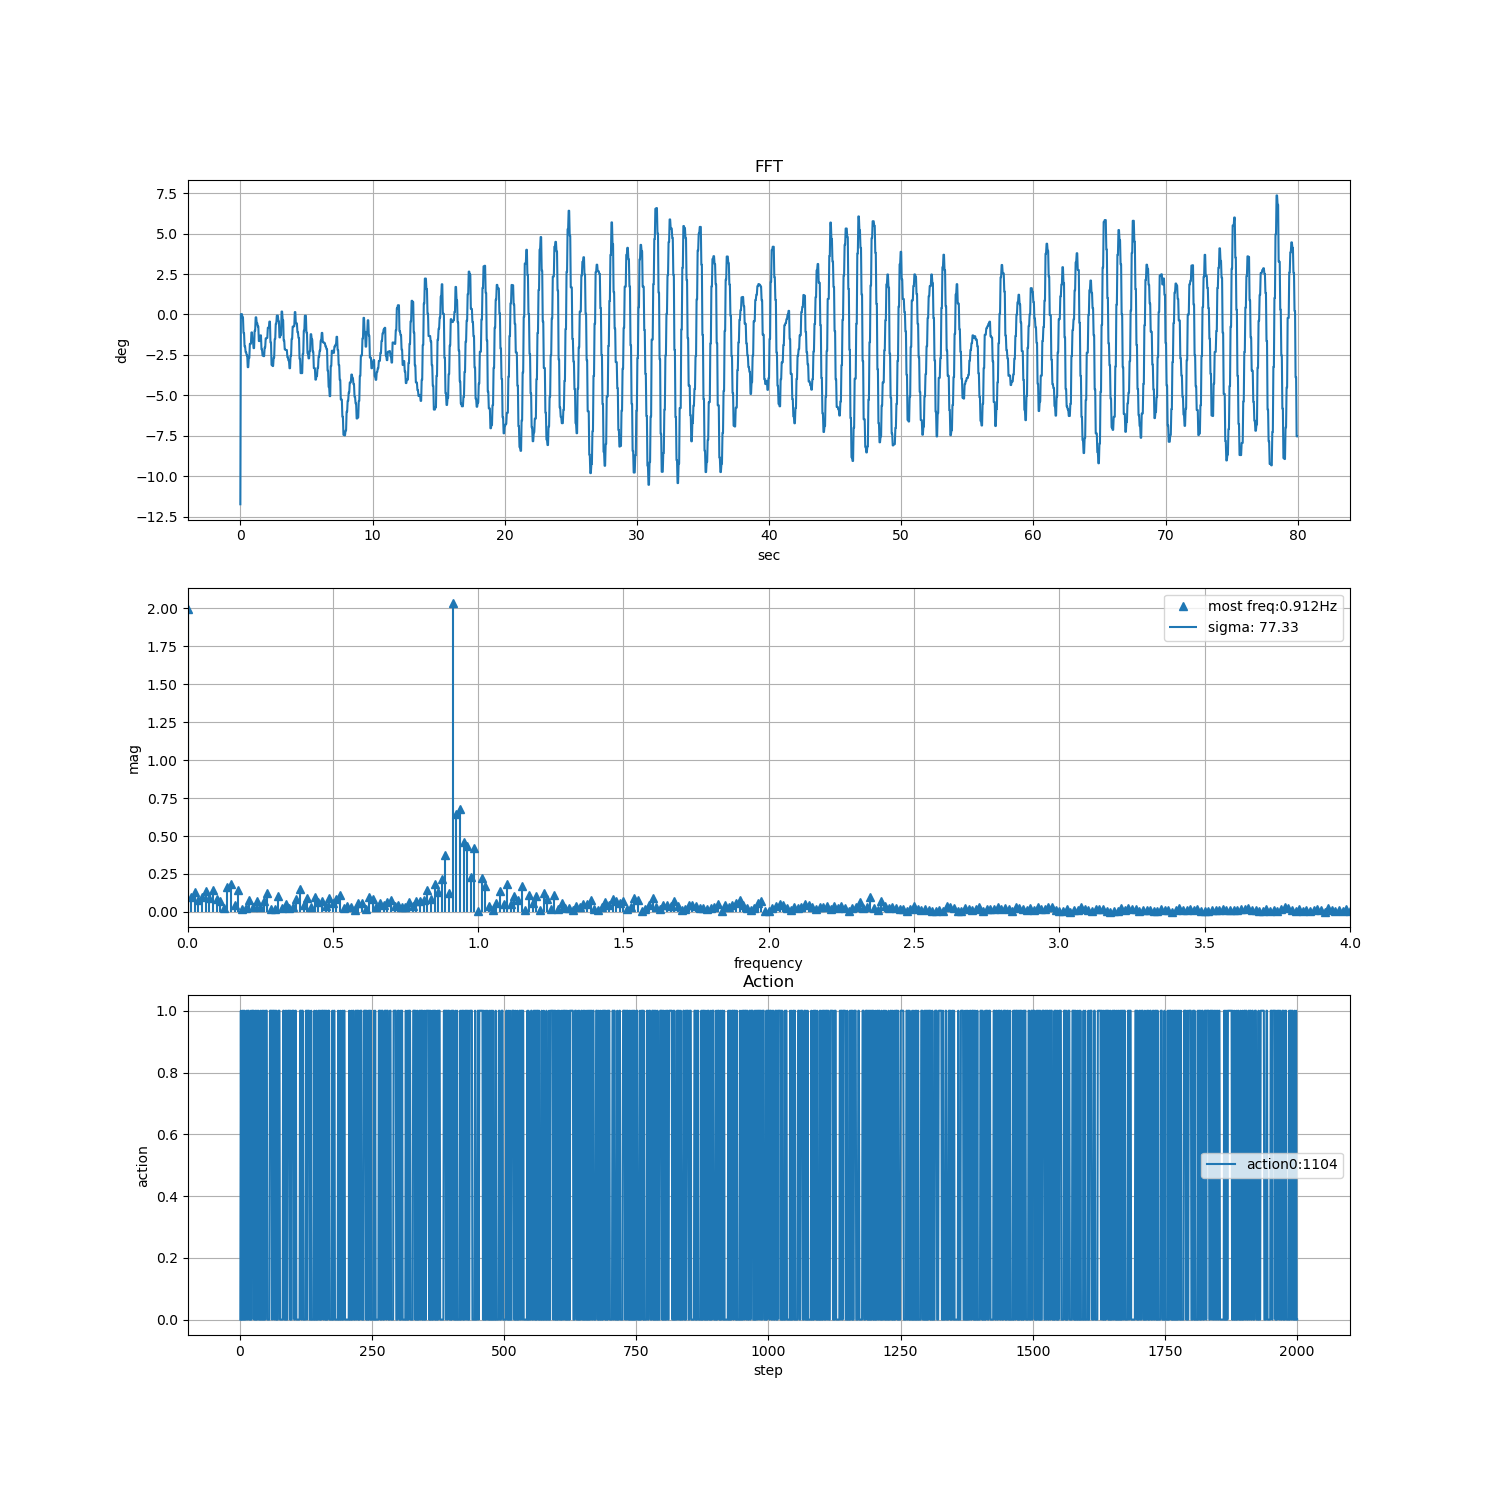 FFT
7.5
5.0
2.5
0.0
−2.5
−5.0
−7.5
−10.0
−12.5
deg
0 10 20 30 40 50 60 70 80
sec
2.00
1.75
1.50
1.25
1.00
0.75
0.50
0.25
0.00
mag
most freq:0.912Hz
sigma: 77.33
0.0 0.5 1.0 1.5 2.0 2.5 3.0 3.5 4.0
frequency
Action
1.0
0.8
0.6
0.4
0.2
0.0
action
action0:1104
0 250 500 750 1000 1250 1500 1750 2000
step